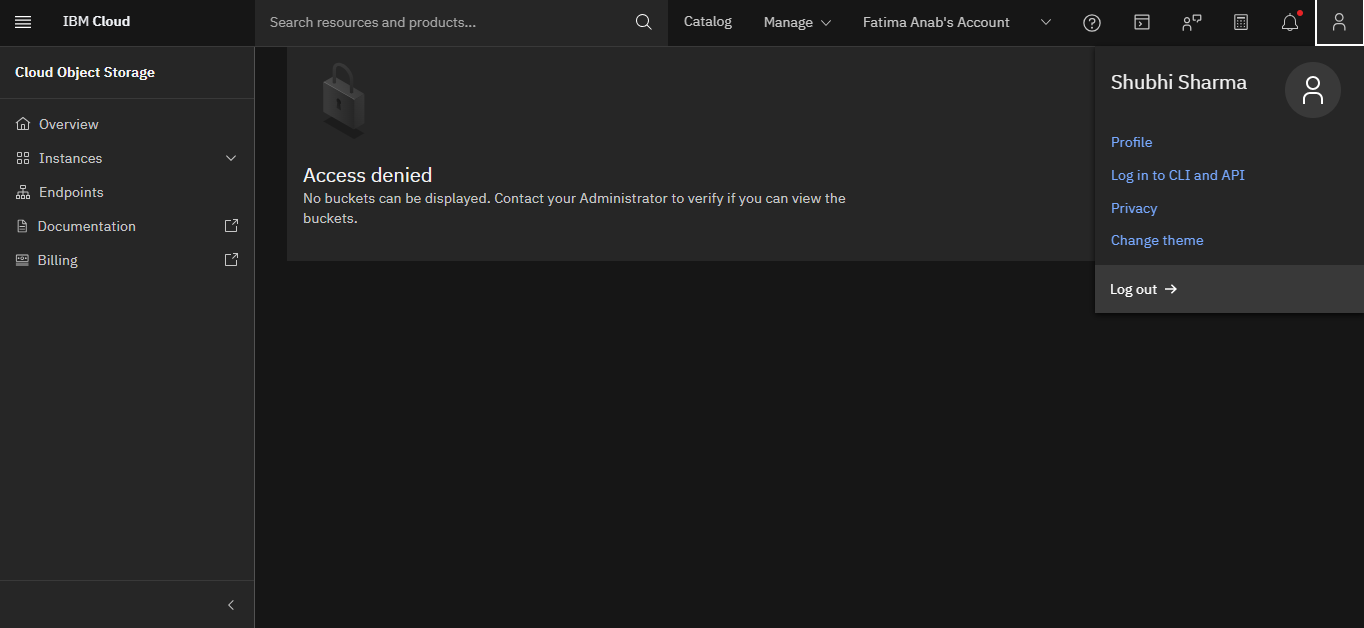 IBM Cloud
Search resources and products...
Catalog
Manage
Fatima Anab's Account
Cloud Object Storage
Overview
Instances
Endpoints
Documentation
Billing
Access denied
No buckets can be displayed. Contact your Administrator to verify if you can view the
buckets.
Shubhi Sharma
Profile
Log in to CLI and API
Privacy
Change theme
Log out